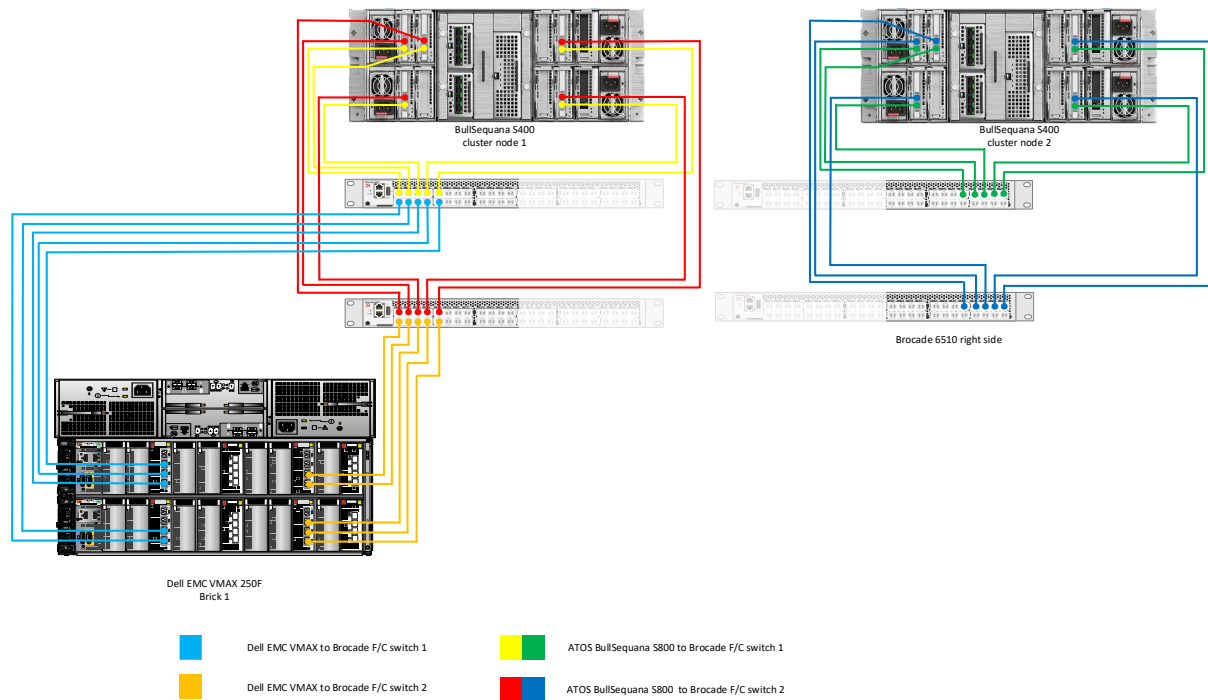 BullSequana S400
cluster node 1
BullSequana S400
cluster node 2
Brocade 6510 right side
Dell EMC VMAX 250F
Brick 1
Dell EMC VMAX to Brocade F/C switch 1
ATOS BullSequana S800 to Brocade F/C switch 1
Dell EMC VMAX to Brocade F/C switch 2
ATOS BullSequana S800  to Brocade F/C switch 2